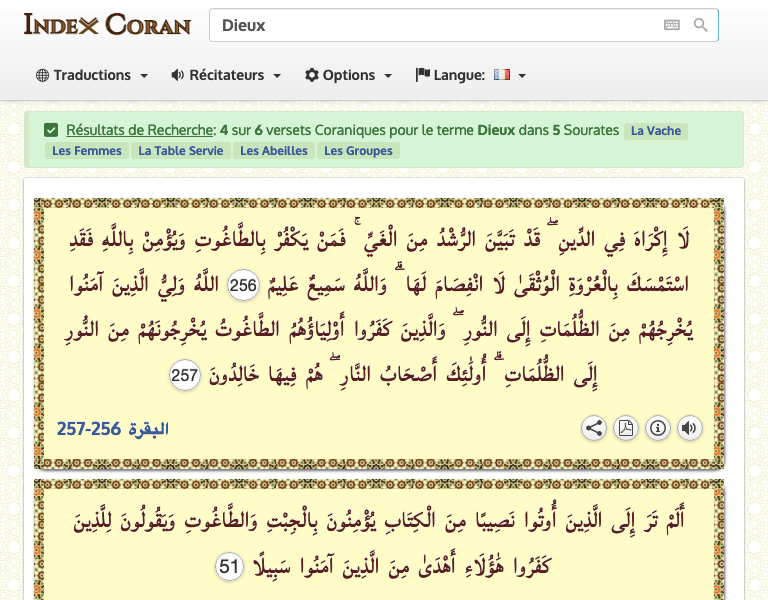 INDEX CORAN
Dieux
Traductions
Récitateurs
Options
Langue:
Résultats de Recherche: 4 sur 6 versets Coraniques pour le terme Dieux dans 5 Sourates La Vache
Les Femmes La Table Servie Les Abeilles Les Groupes
لَا إِكْرَاهَ فِي الدِّينِ ۖ قَدْ تَبَيَّنَ الرُّشْدُ مِنَ الْغَيِّ ۚ فَمَنْ يَكْفُرْ بِالطَّاغُوتِ وَيُؤْمِنْ بِاللَّهِ فَقَدِ
اسْتَمْسَكَ بِالْعُرْوَةِ الْوُثْقَىٰ لَا انْفِصَامَ لَهَا ۗ وَاللَّهُ سَمِيعٌ عَلِيمٌ 256 اللَّهُ وَلِيُّ الَّذِينَ آمَنُوا
يُخْرِجُهُمْ مِنَ الظُّلُمَاتِ إِلَى النُّورِ ۖ وَالَّذِينَ كَفَرُوا أَوْلِيَاؤُهُمُ الطَّاغُوتُ يُخْرِجُونَهُمْ مِنَ النُّورِ
إِلَى الظُّلُمَاتِ ۗ أُولَٰئِكَ أَصْحَابُ النَّارِ ۖ هُمْ فِيهَا خَالِدُونَ 257
البقرة 256-257
أَلَمْ تَرَ إِلَى الَّذِينَ أُوتُوا نَصِيبًا مِنَ الْكِتَابِ يُؤْمِنُونَ بِالْجِبْتِ وَالطَّاغُوتِ وَيَقُولُونَ لِلَّذِينَ
كَفَرُوا هَٰؤُلَاءِ أَهْدَىٰ مِنَ الَّذِينَ آمَنُوا سَبِيلًا 51